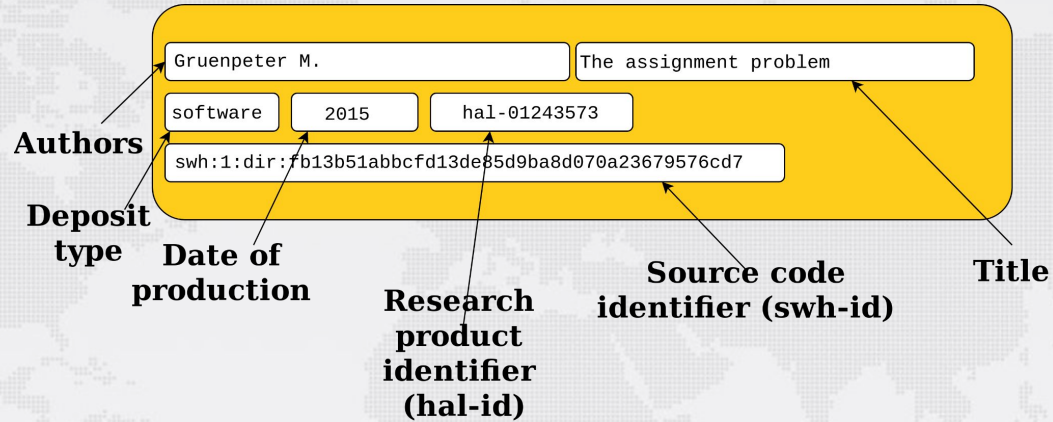 Gruenpeter M.
The assignment problem
software
2015
hal-01243573
swh:1:dir:fb13b51abbcfd13de85d9ba8d070a23679576cd7
Authors
Deposit
type
Date of
production
Research
product
identifier
(hal-id)
Source code
identifier (swh-id)
Title